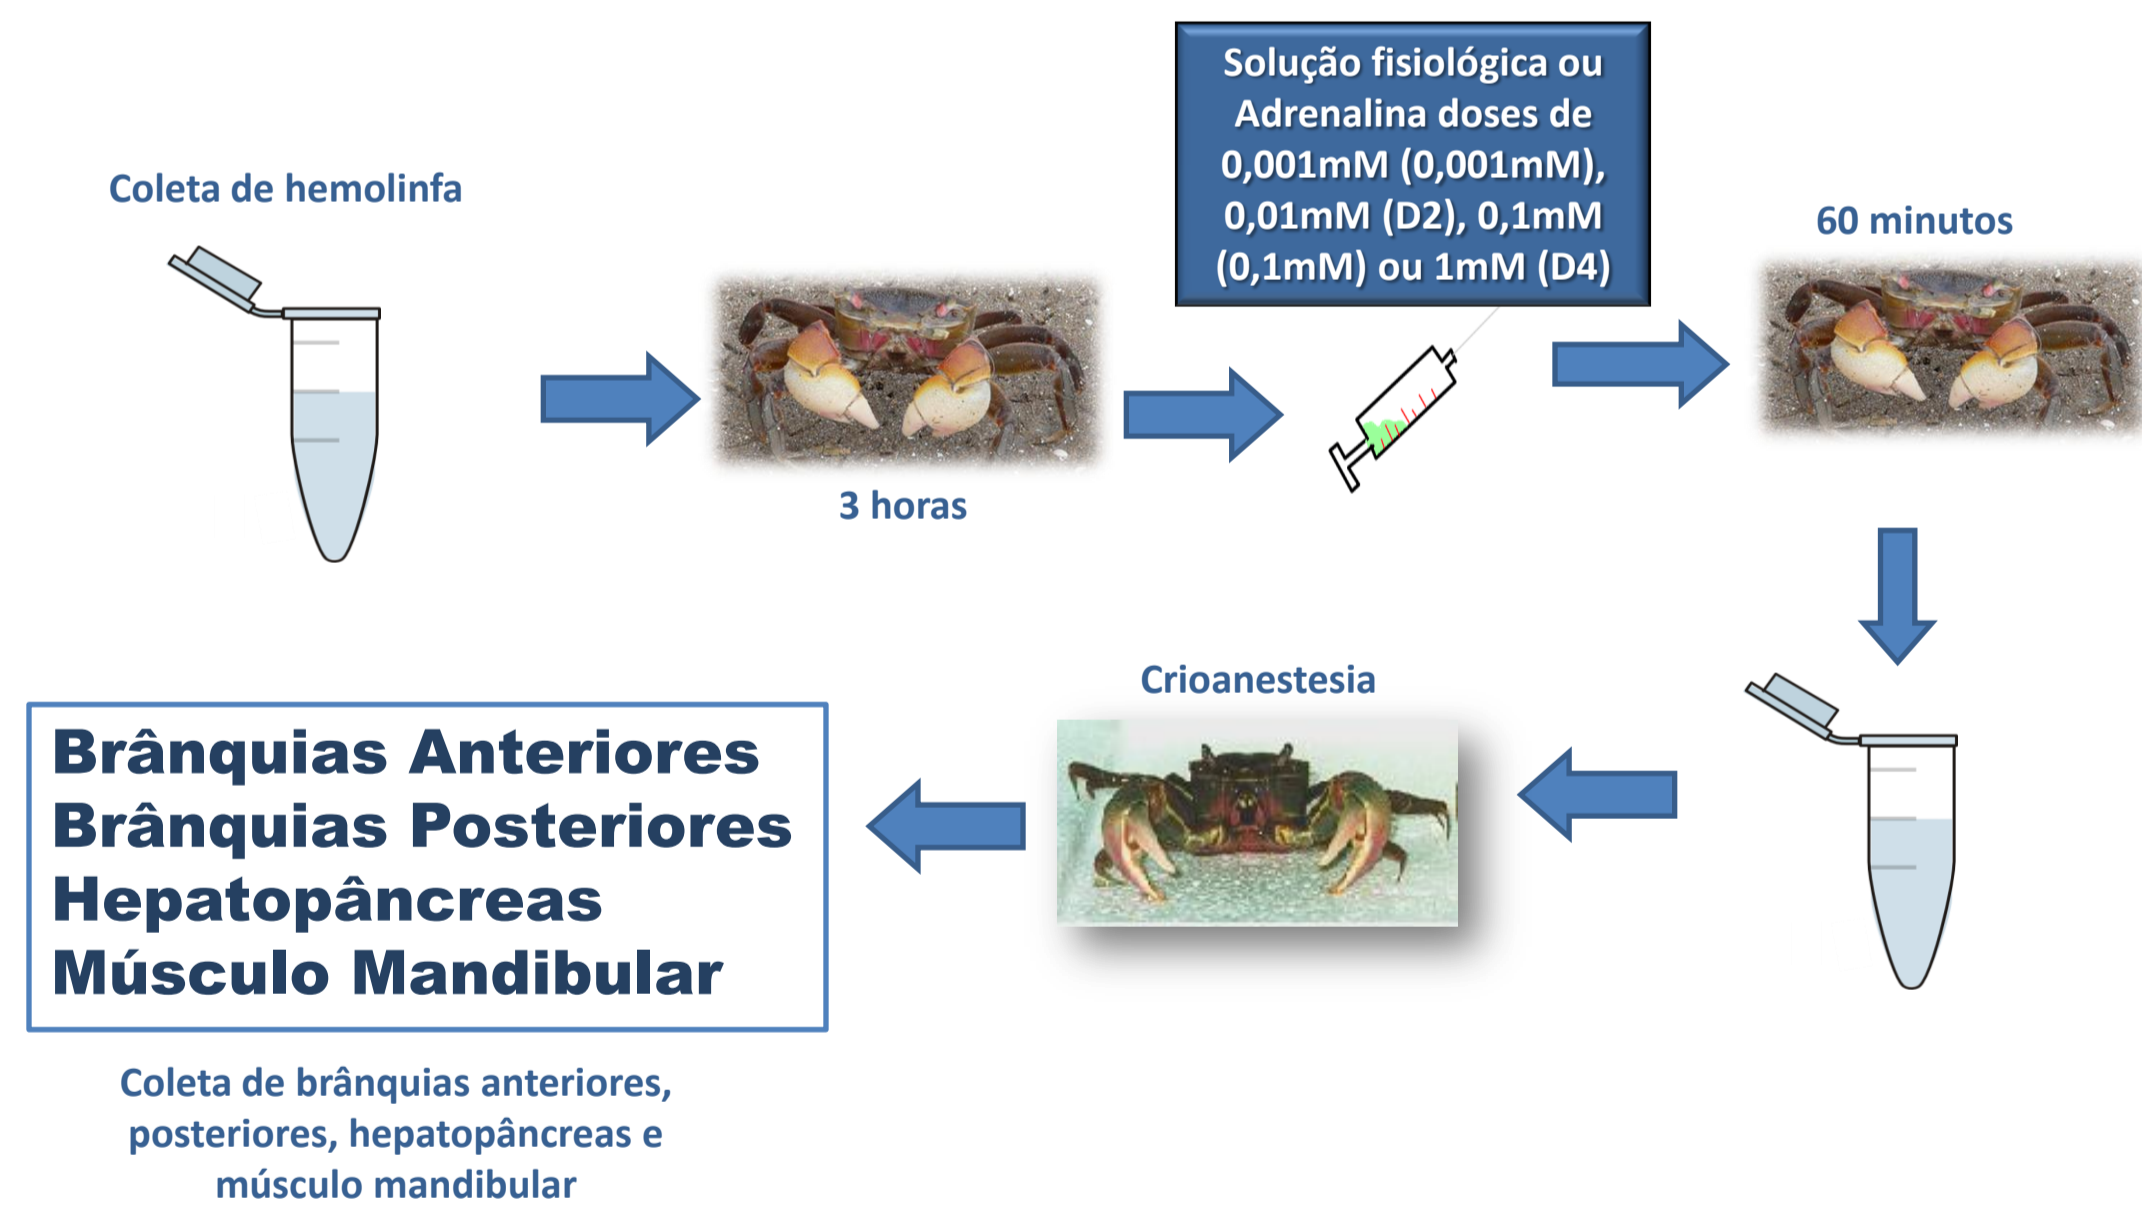 Coleta de hemolinfa
3 horas
Solução fisiológica ou
Adrenalina doses de
0,001mM (0,001mM),
0,01mM (D2), 0,1mM
(0,1mM) ou 1mM (D4)
60 minutos
Crioanestesia
Brânquias Anteriores
Brânquias Posteriores
Hepatopâncreas
Músculo Mandibular
Coleta de brânquias anteriores,
posteriores, hepatopâncreas e
músculo mandibular